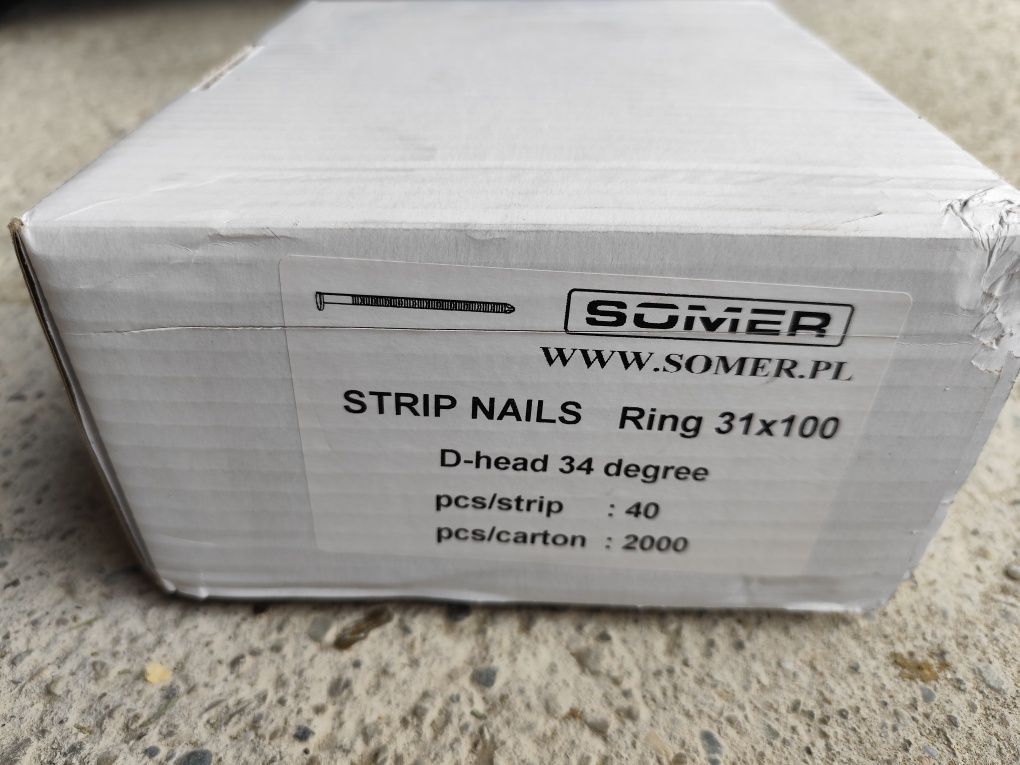 SOMER
WWW.SOMER.PL
STRIP NAILS Ring 31x100
D-head 34 degree
pcs/strip : 40
pcs/carton : 2000